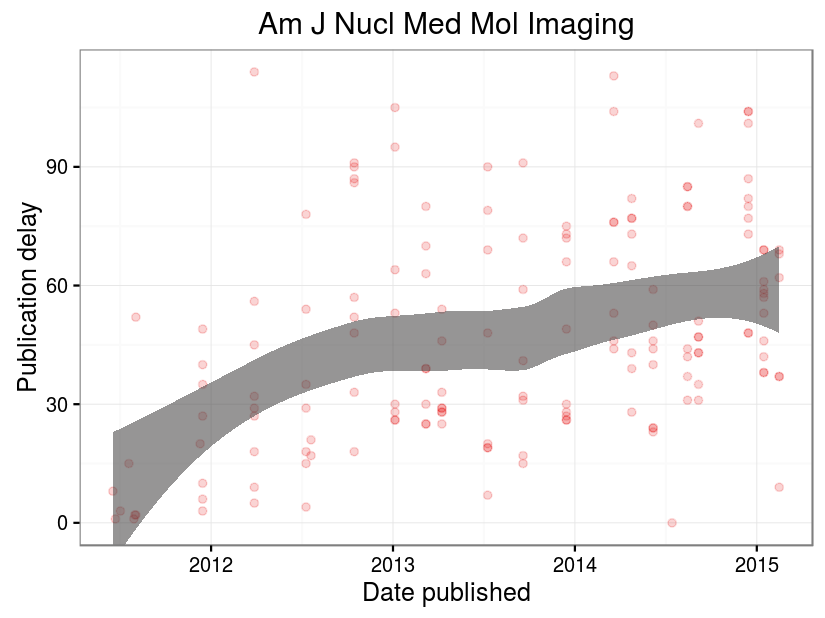 Am J Nucl Med Mol Imaging
Publication delay
90
60
30
0
2012 2013 2014 2015
Date published